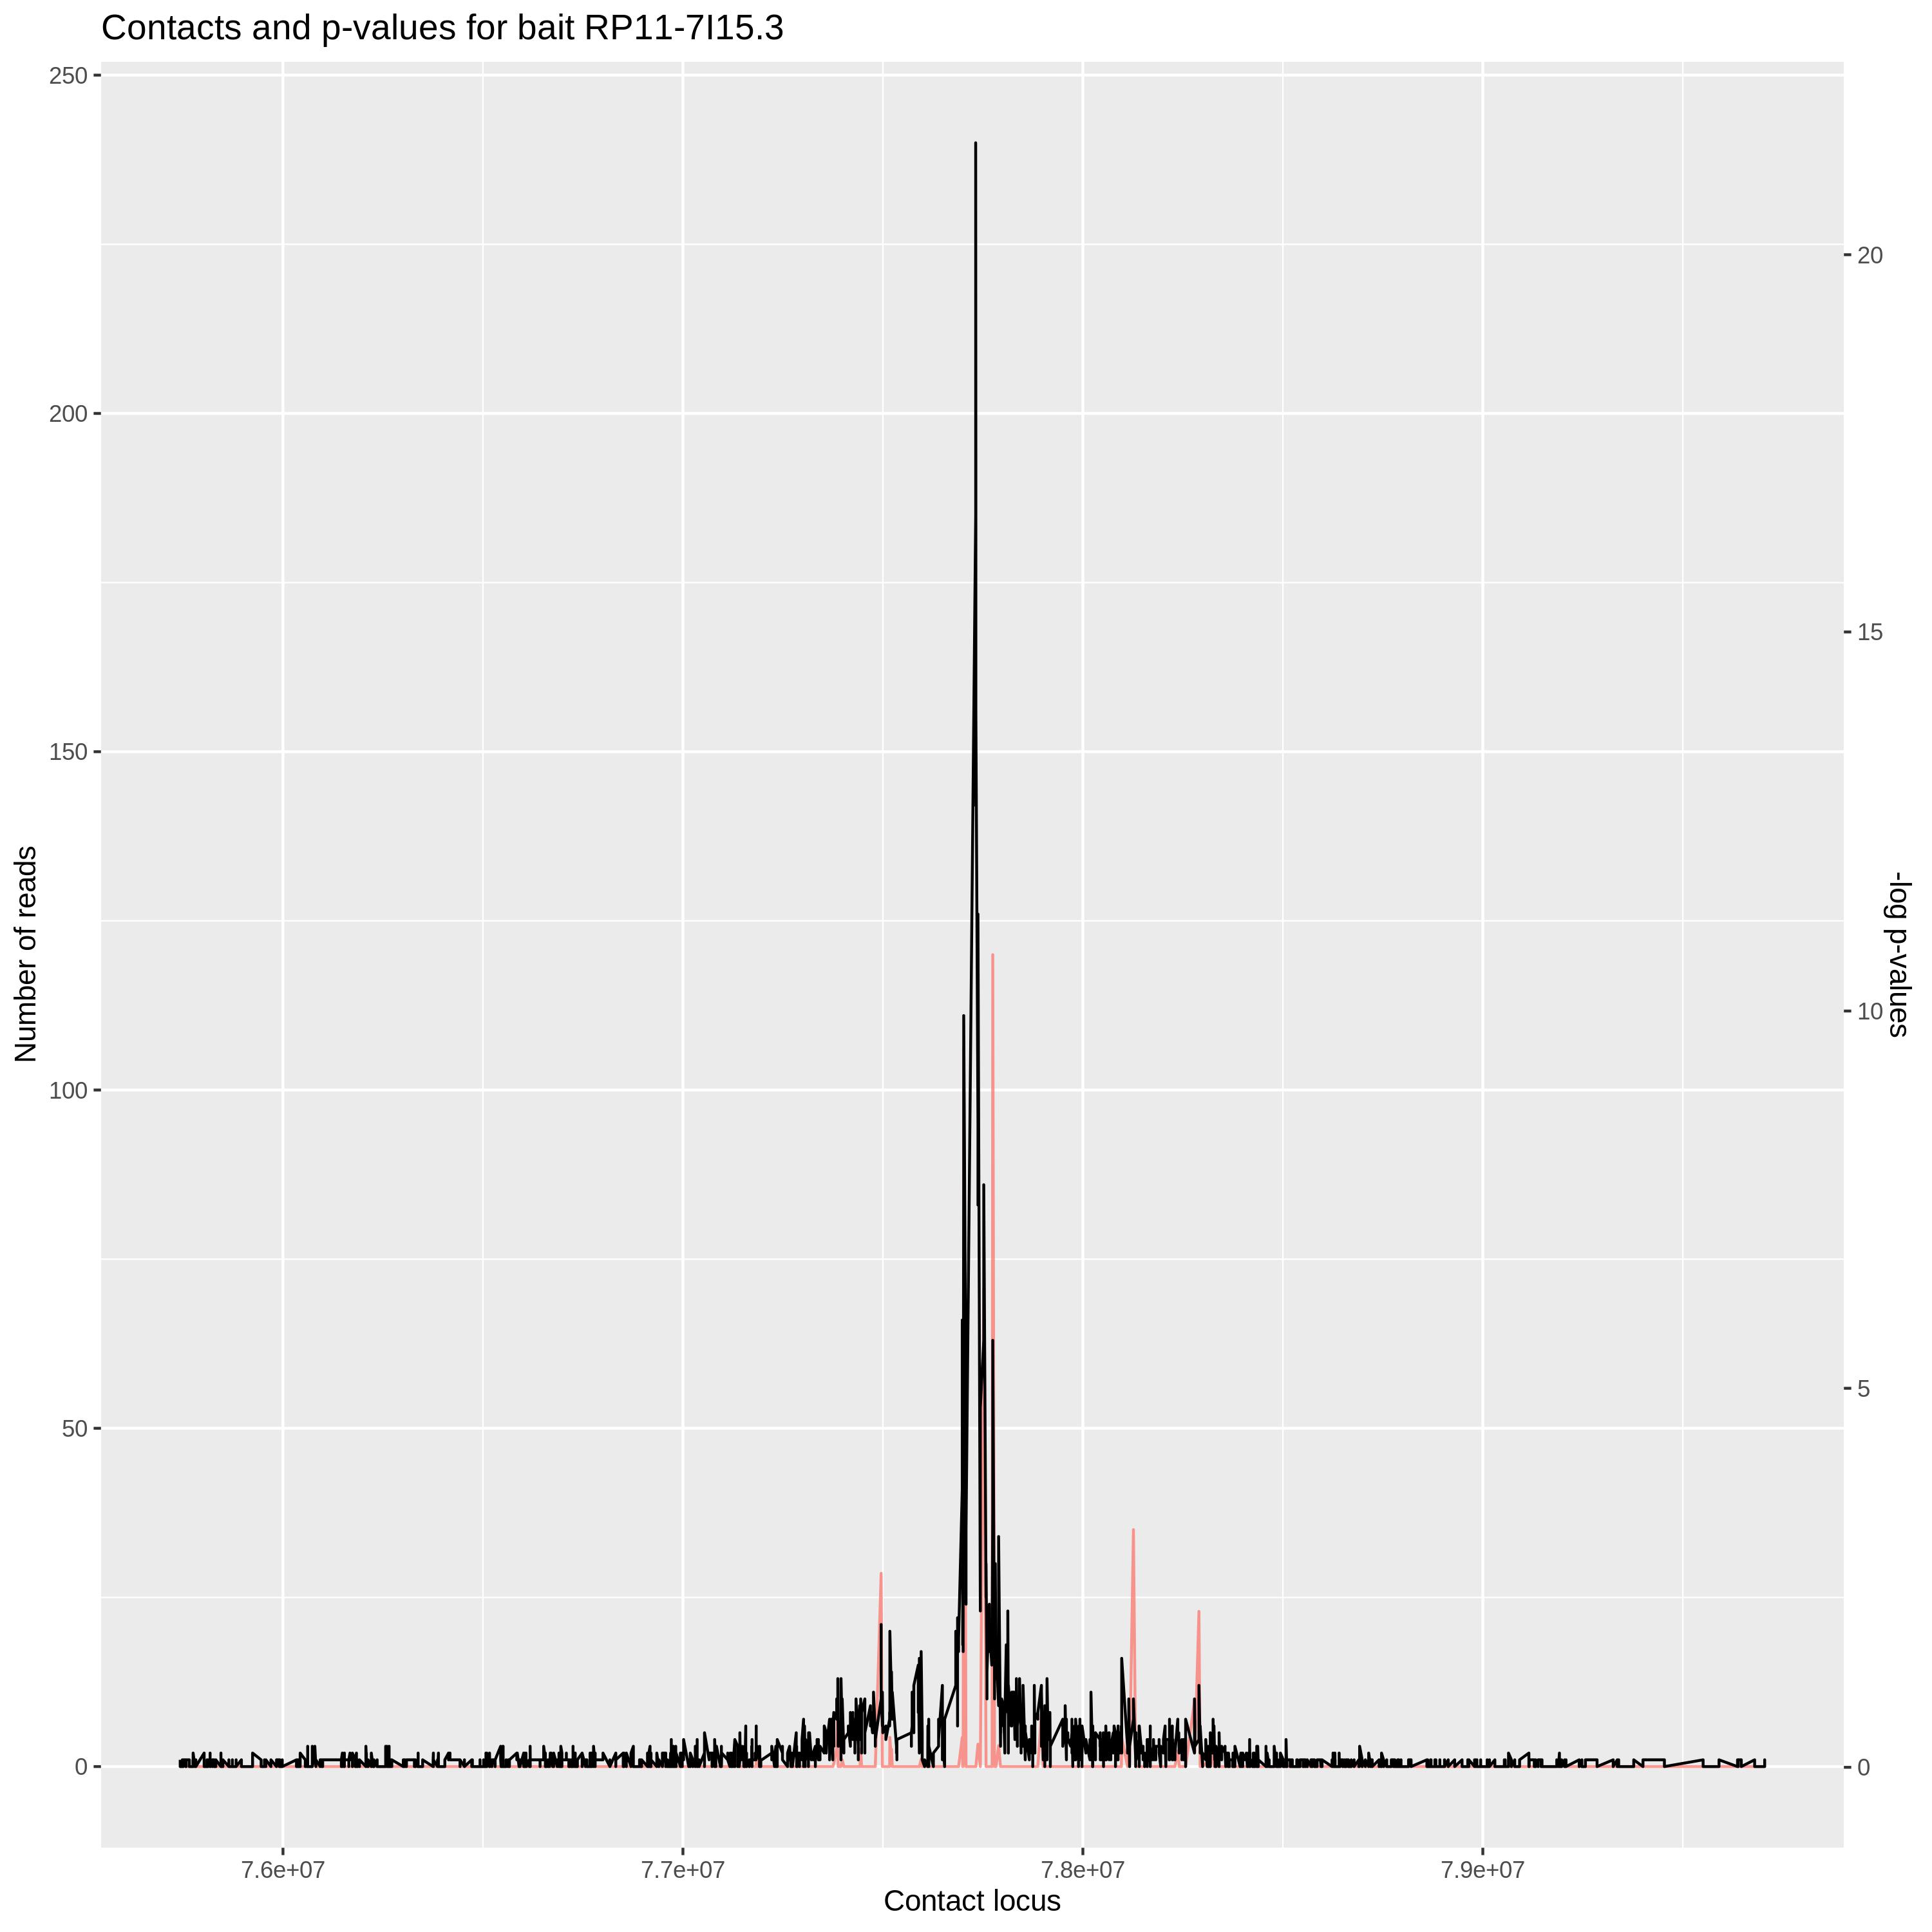 Contacts and p-values for bait RP11-7I15.3
250
200
150
100
50
0
Number of reads
20
15
10
5
0
-log p-values
7.6e+07
7.7e+07
7.8e+07
7.9e+07
Contact locus